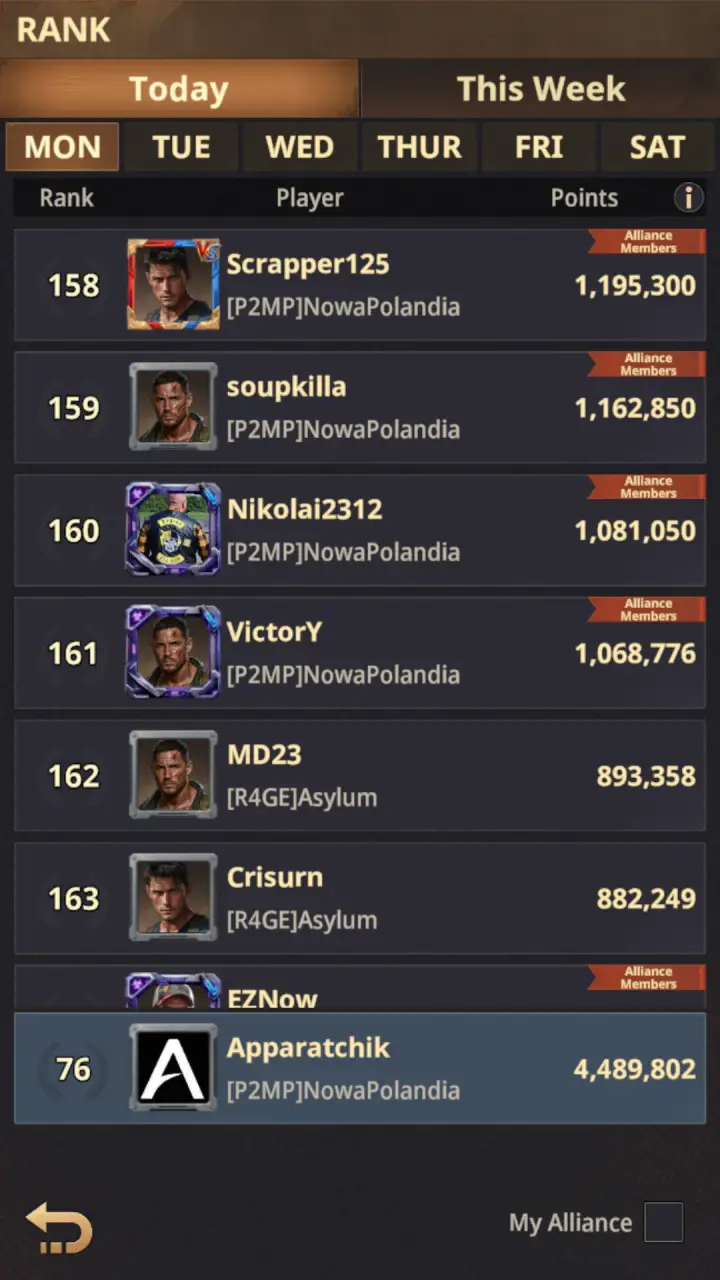 RANK
Today
This Week
MON TUE WED THUR FRI SAT
Rank Player Points i
Alliance
Members
158 Scrapper125 1,195,300
[P2MP]NowaPolandia
Alliance
Members
159 soupkilla 1,162,850
[P2MP]NowaPolandia
Alliance
Members
160 Nikolai2312 1,081,050
[P2MP]NowaPolandia
Alliance
Members
161 VictorY 1,068,776
[P2MP]NowaPolandia
162 MD23 893,358
[R4GE]Asylum
163 Crisurn 882,249
[R4GE]Asylum
Alliance
Members
EZNow
76 Apparatchik 4,489,802
[P2MP]NowaPolandia
My Alliance